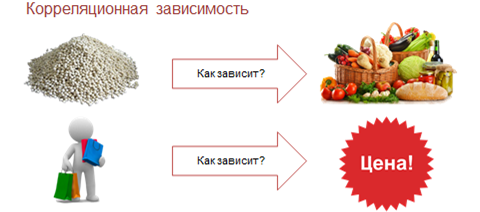 Корреляционная зависимость
Как зависит?
Как зависит?
Цена!